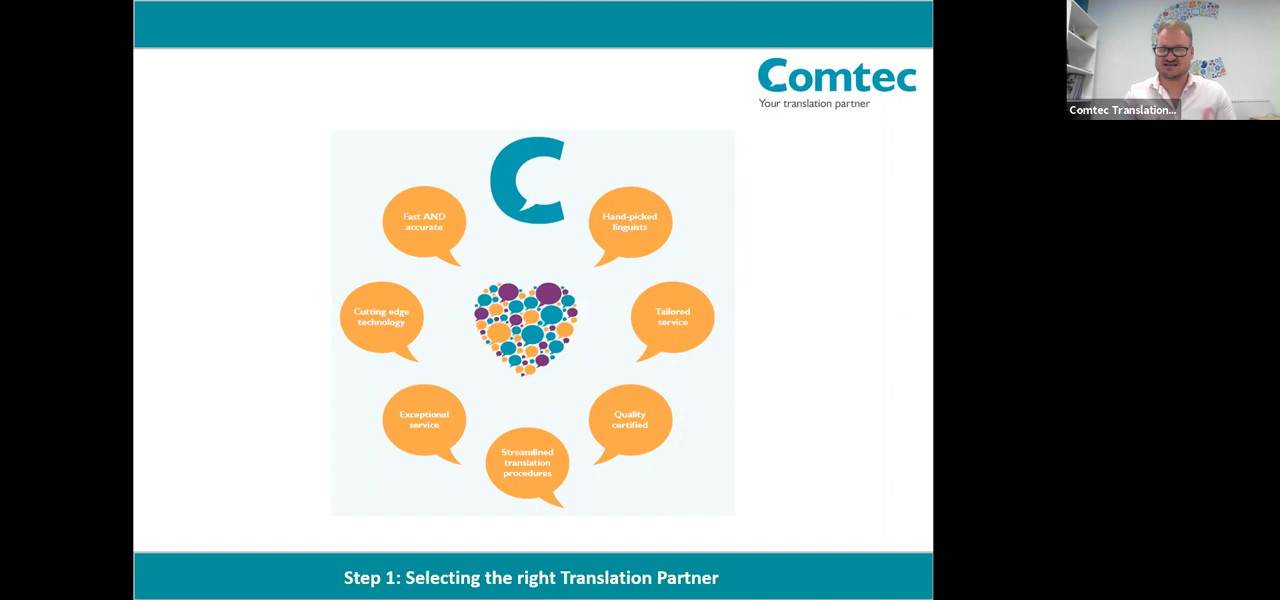 Comtec
Your translation partner
Comtec Translation...
Fast AND
accurate
Hand-picked
linguists
Cutting edge
technology
Tailored
service
Exceptional
service
Quality
certified
Streamlined
translation
procedures
Step 1: Selecting the right Translation Partner